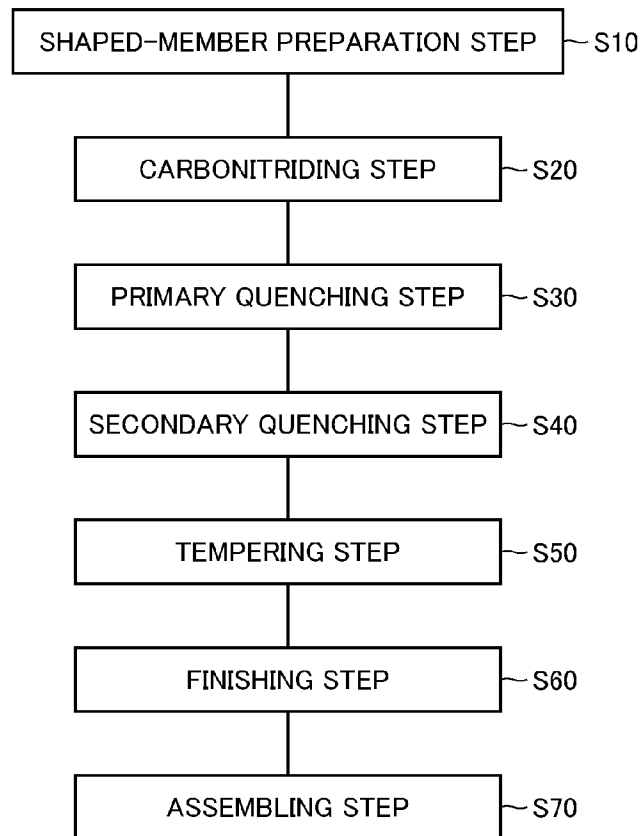 SHAPED-MEMBER PREPARATION STEP S10
CARBONITRIDING STEP S20
PRIMARY QUENCHING STEP S30
SECONDARY QUENCHING STEP S40
TEMPERING STEP S50
FINISHING STEP S60
ASSEMBLING STEP S70